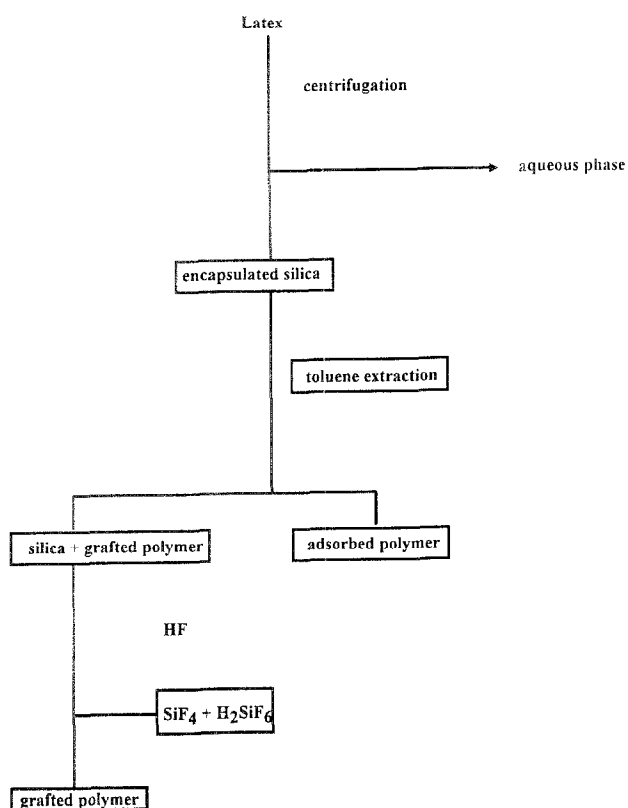 Latex
centrifugation
aqueous phase
encapsulated silica
toluene extraction
silica + grafted polymer
adsorbed polymer
HF
SiF4 + H2SiF6
grafted polymer